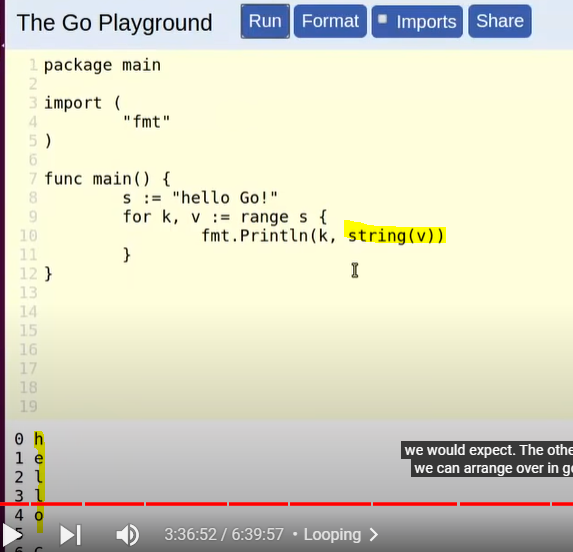 The Go Playground Run Format Imports Share
1 package main
2
3 import (
4 "fmt"
5 )
6
7 func main() {
8 s := "hello Go!"
9 for k, v := range s {
10 fmt.Println(k, string(v))
11 }
12 }
13
14
15
16
17
18
19
0 h
1 e
2 l
3 l
4 o
5
we would expect. The othe
we can arrange over in go
3:36:52 / 6:39:57 • Looping